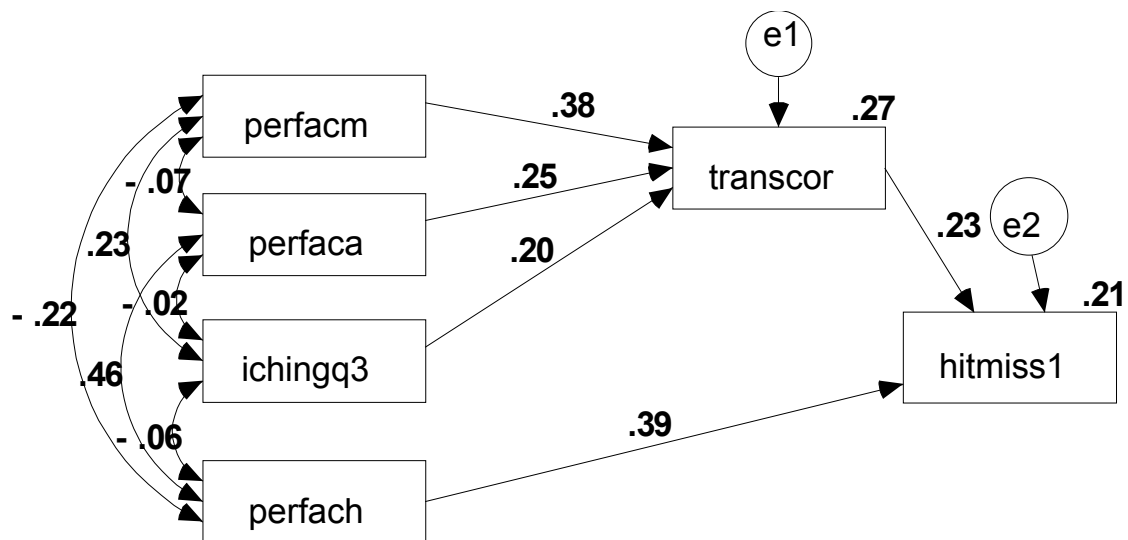 e1
perfacm
.38
.27
- .07
transcor
.25
perfaca
.23
.20
.23
e2
- .02
- .22
.21
ichingq3
hitmiss1
.46
.39
- .06
perfach